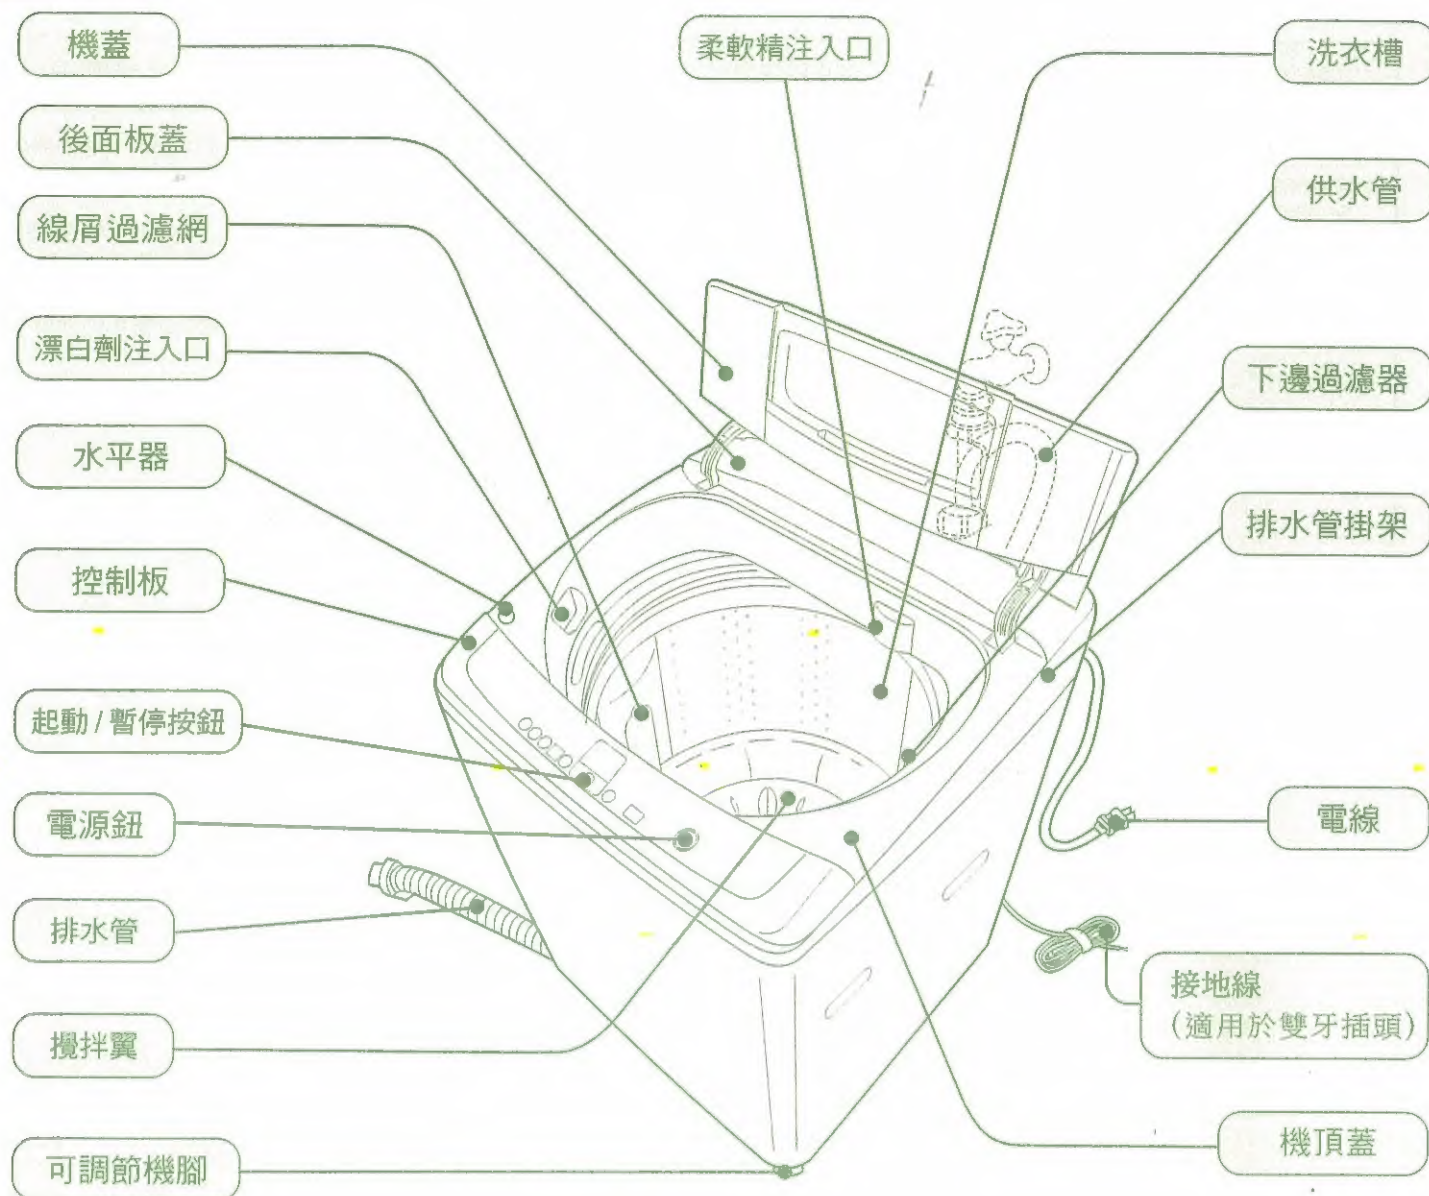 機蓋
後面板蓋
線屑過濾網
漂白劑注入口
水平器
控制板
起動/暫停按鈕
電源鈕
排水管
攪拌翼
可調節機腳
柔軟精注入口
洗衣槽
供水管
下邊過濾器
排水管掛架
電線
接地線
(適用於雙牙插頭)
機頂蓋